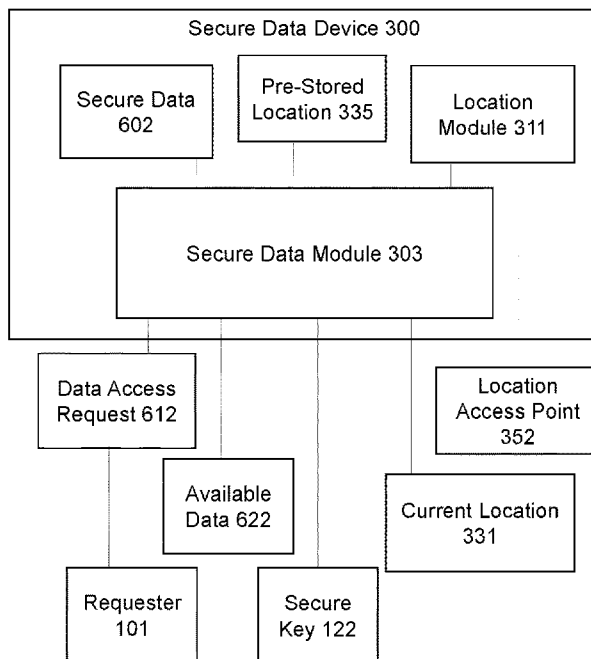 Secure Data Device 300
Secure Data
602
Pre-Stored
Location 335
Location
Module 311
Secure Data Module 303
Data Access
Request 612
Location
Access Point
352
Available
Data 622
Current Location
331
Requester
101
Secure
Key 122